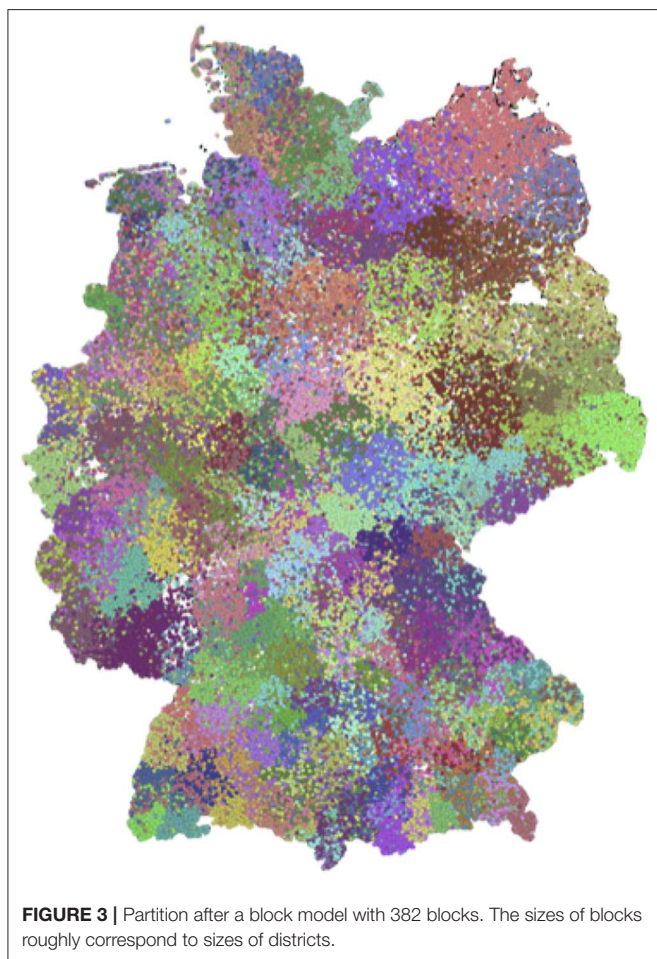 FIGURE 3 | Partition after a block model with 382 blocks. The sizes of blocks
roughly correspond to sizes of districts.